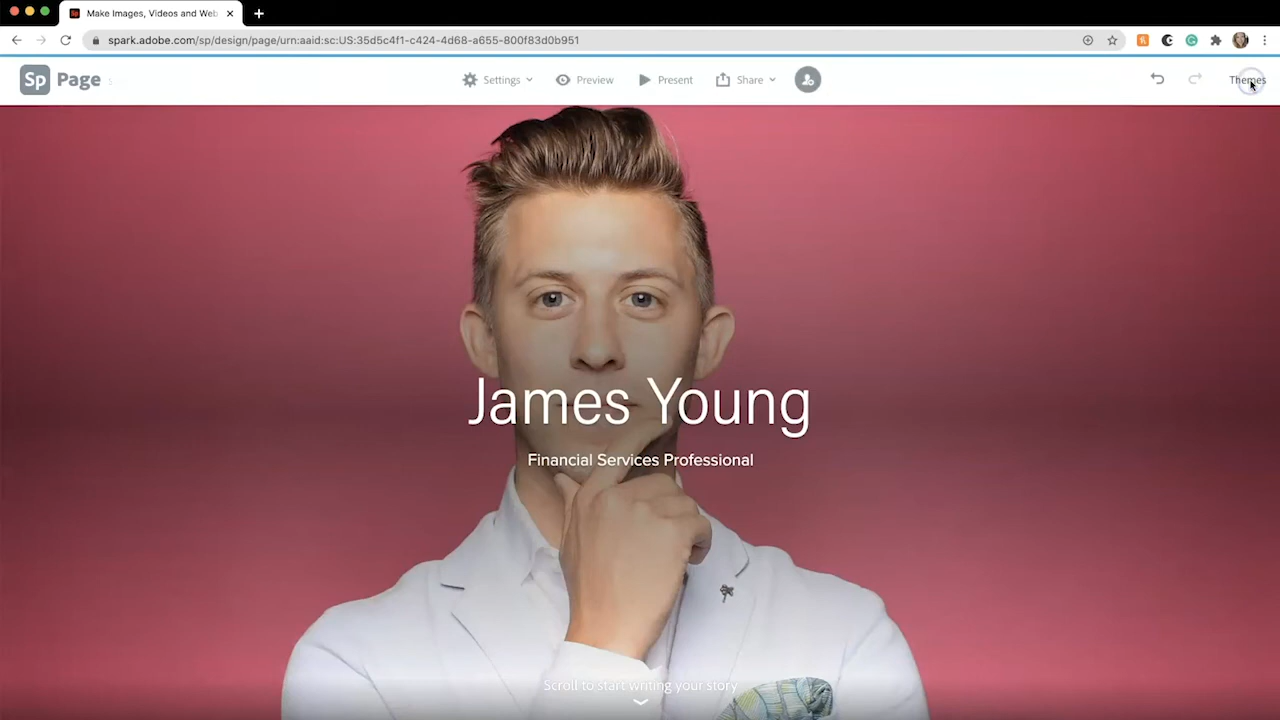 Sp Make Images, Videos and Web
spark.adobe.com/sp/design/page/urn:aaid:sc:US:35d5c4f1-c424-4d68-a655-800f83d0b951
Sp Page Settings Preview Present Share Themes
James Young
Financial Services Professional
Scroll to start writing your story